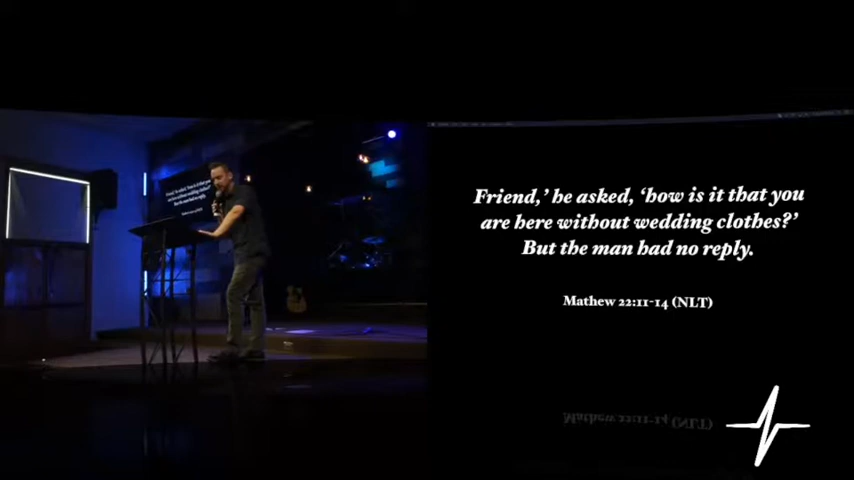 Friend,’ he asked, ‘how is it that you
are here without wedding clothes?’
But the man had no reply.
Mathew 22:11-14 (NLT)